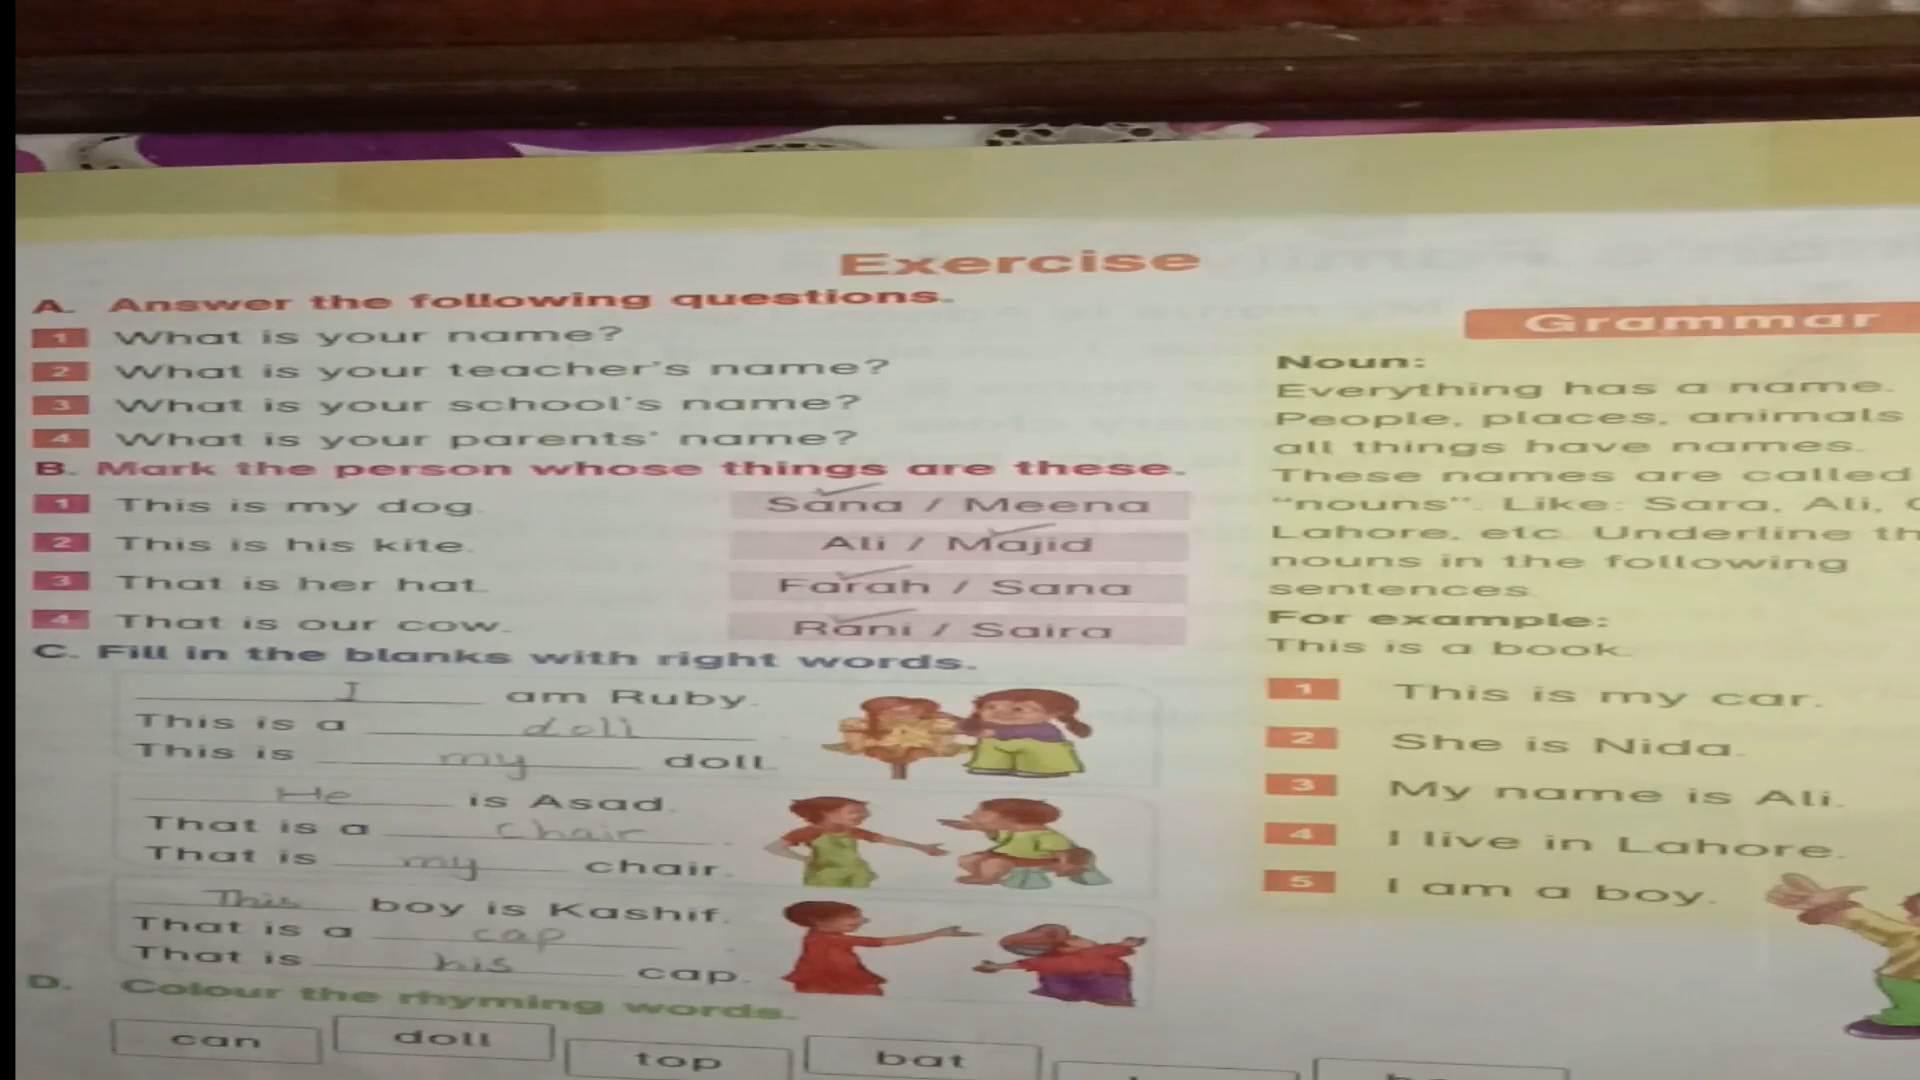 Exercise
A. Answer the following questions.
1 What is your name?
2 What is your teacher's name?
3 What is your school's name?
4 What is your parents' name?
B. Mark the person whose things are these.
1 This is my dog. Sana / Meena
2 This is his kite. Ali / Majid
3 That is her hat. Farah / Sana
4 That is our cow. Rani / Saira
C. Fill in the blanks with right words.
I am Ruby.
This is a doll.
This is my doll.
He is Asad.
That is a chair.
That is my chair.
This boy is Kashif.
That is a cap.
That is his cap.
D. Colour the rhyming words.
can doll top bat
Grammar
Noun:
Everything has a name.
People, places, animals
all things have names.
These names are called
"nouns". Like: Sara, Ali,
Lahore, etc. Underline
nouns in the following
sentences.
For example:
This is a book.
1 This is my car.
2 She is Nida.
3 My name is Ali.
4 I live in Lahore.
5 I am a boy.